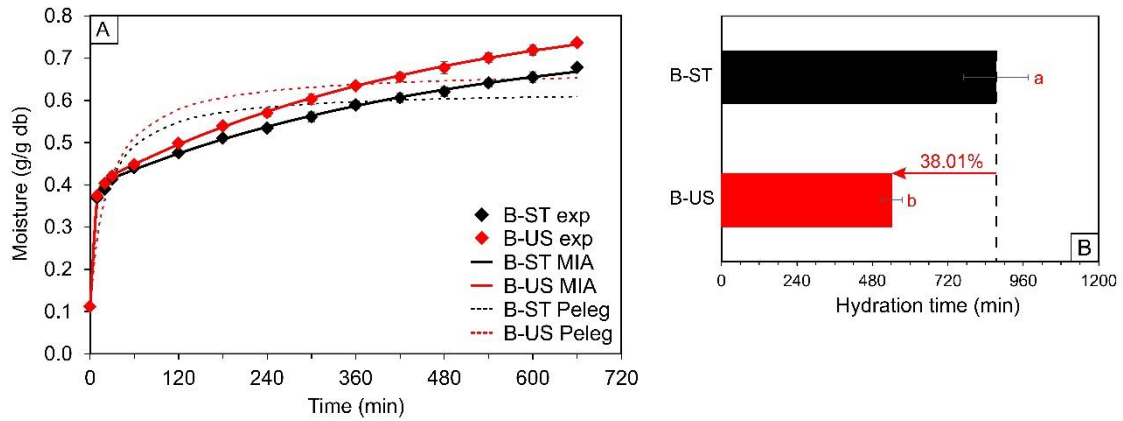 A
Moisture (g/g db)
0.8
0.7
0.6
0.5
0.4
0.3
0.2
0.1
0.0
B-ST exp
B-US exp
B-ST MIA
B-US MIA
B-ST Peleg
B-US Peleg
0 120 240 360 480 600 720
Time (min)
B-ST
a
38.01%
B-US
b
B
0 240 480 720 960 1200
Hydration time (min)